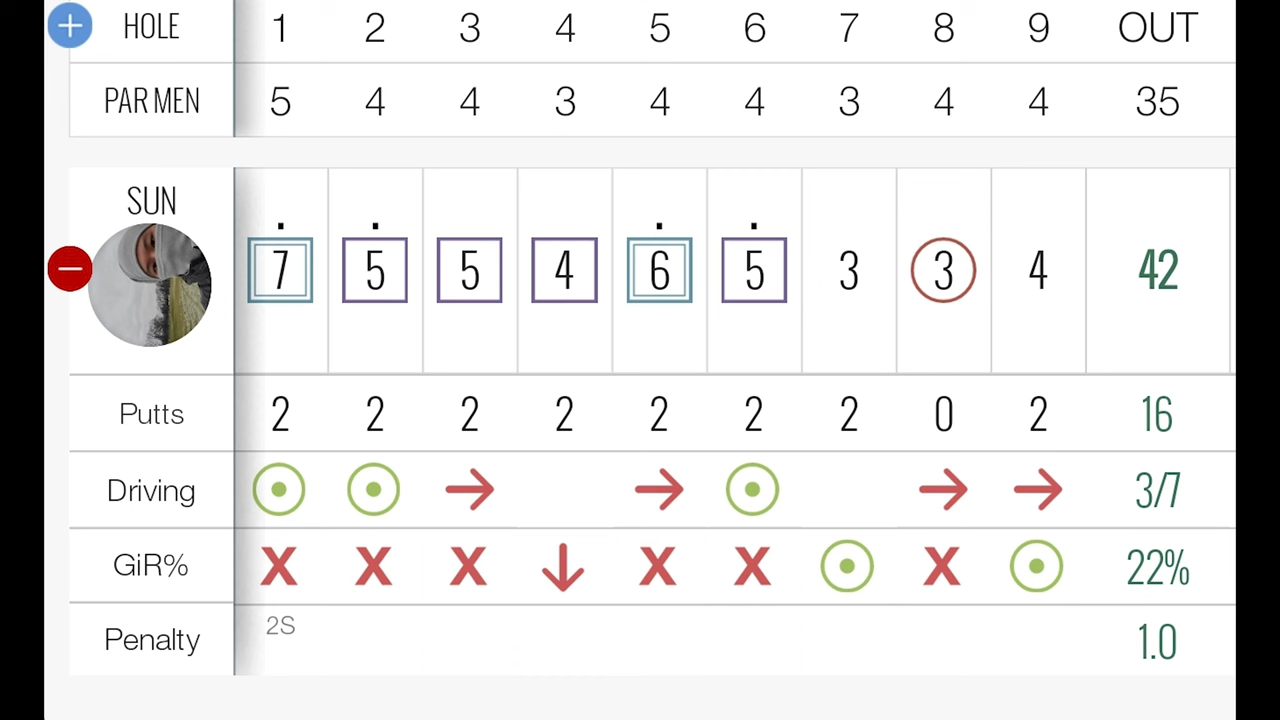 HOLE 1 2 3 4 5 6 7 8 9 OUT
PAR MEN 5 4 4 3 4 4 3 4 4 35
SUN
7 5 5 4 6 5 3 3 4 42
Putts 2 2 2 2 2 2 2 0 2 16
Driving 3/7
GiR% X X X X X X 22%
Penalty 2S 1.0